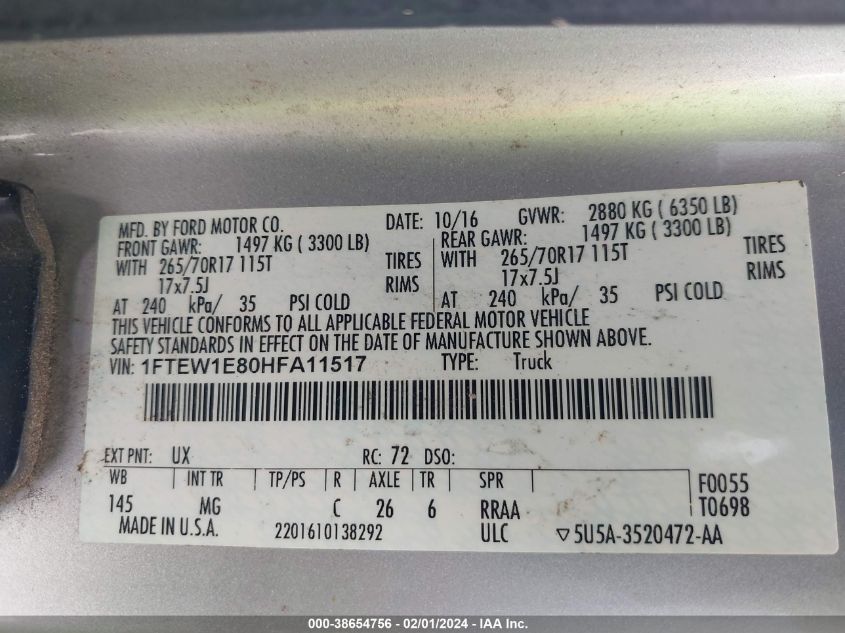 MFD. BY FORD MOTOR CO. DATE: 10/16 GVWR: 2880 KG ( 6350 LB)
FRONT GAWR: 1497 KG ( 3300 LB) REAR GAWR: 1497 KG ( 3300 LB)
WITH 265/70R17 115T TIRES WITH 265/70R17 115T TIRES
17x7.5J RIMS 17x7.5J RIMS
AT 240 kPa/ 35 PSI COLD AT 240 kPa/ 35 PSI COLD
THIS VEHICLE CONFORMS TO ALL APPLICABLE FEDERAL MOTOR VEHICLE
SAFETY STANDARDS IN EFFECT ON THE DATE OF MANUFACTURE SHOWN ABOVE.
VIN: 1FTEW1E80HFA11517 TYPE: Truck
EXT PNT: UX RC: 72 DSO:
WB INT TR TP/PS R AXLE TR SPR F0055
145 MG C 26 6 RRAA T0698
MADE IN U.S.A. 2201610138292 ULC ▽5U5A-3520472-AA
000-38654756 - 02/01/2024 - IAA Inc.